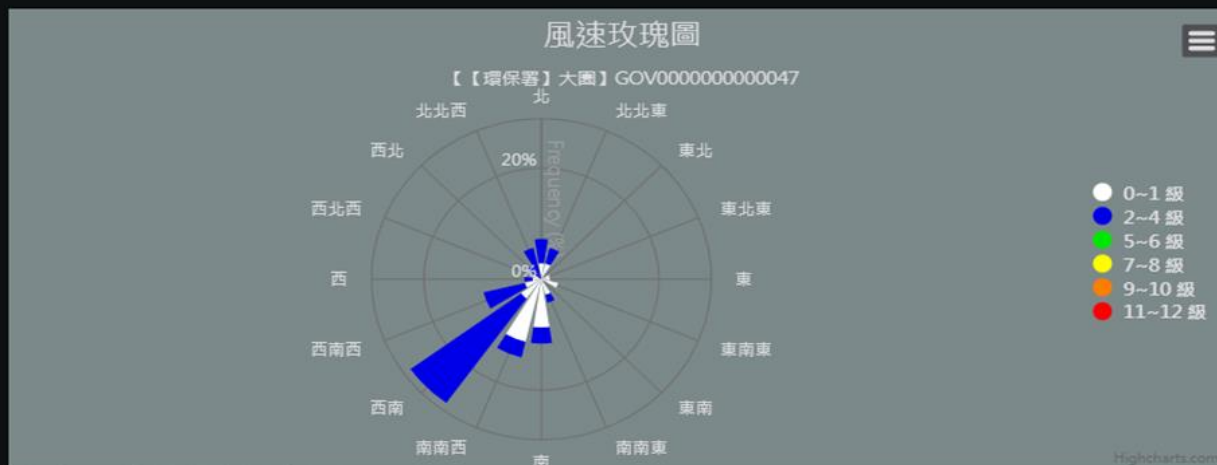 風速玫瑰圖
【【環保署】大園】GOV0000000000047
北
北北西
北北東
西北
20%
Frequency (%)
東北
西北西
東北東
西
0%
東
西南西
東南東
西南
東南
南南西
南南東
南
0~1 級
2~4 級
5~6 級
7~8 級
9~10 級
11~12 級
Highcharts.com